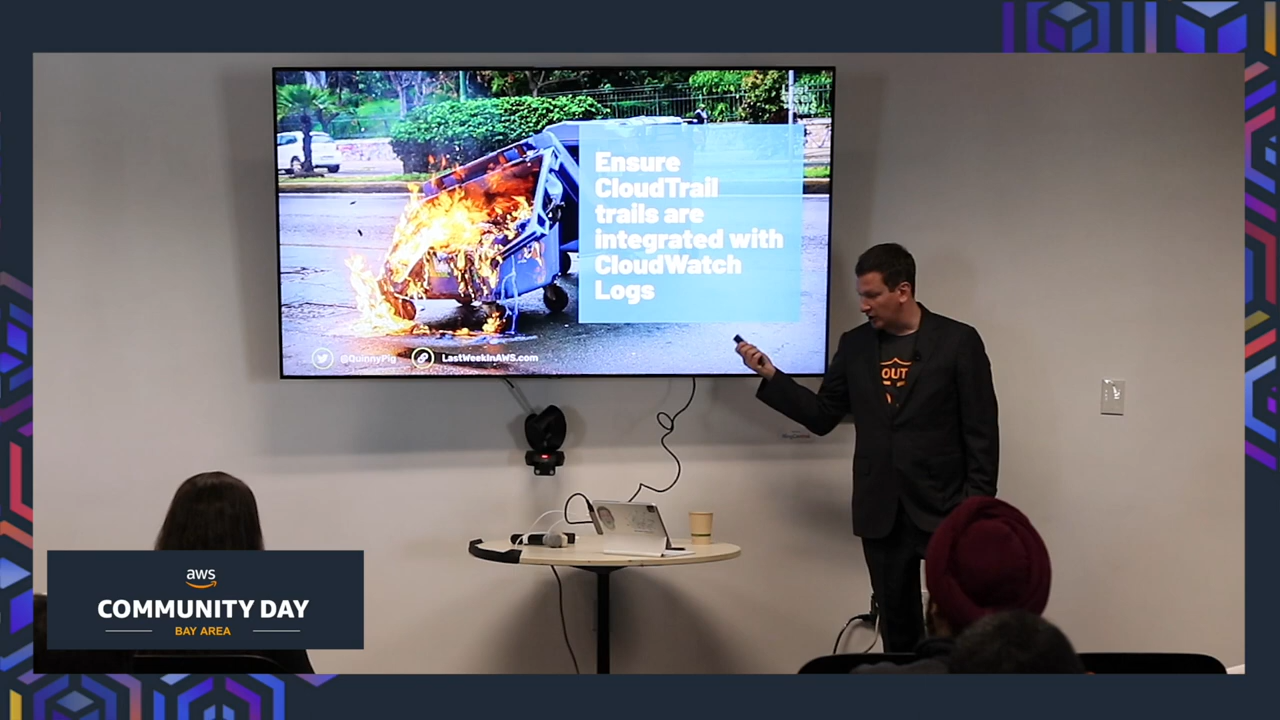 Ensure
CloudTrail
trails are
integrated with
CloudWatch
Logs
@QuinnyPig
LastWeekInAWS.com
OUT
aws
COMMUNITY DAY
BAY AREA